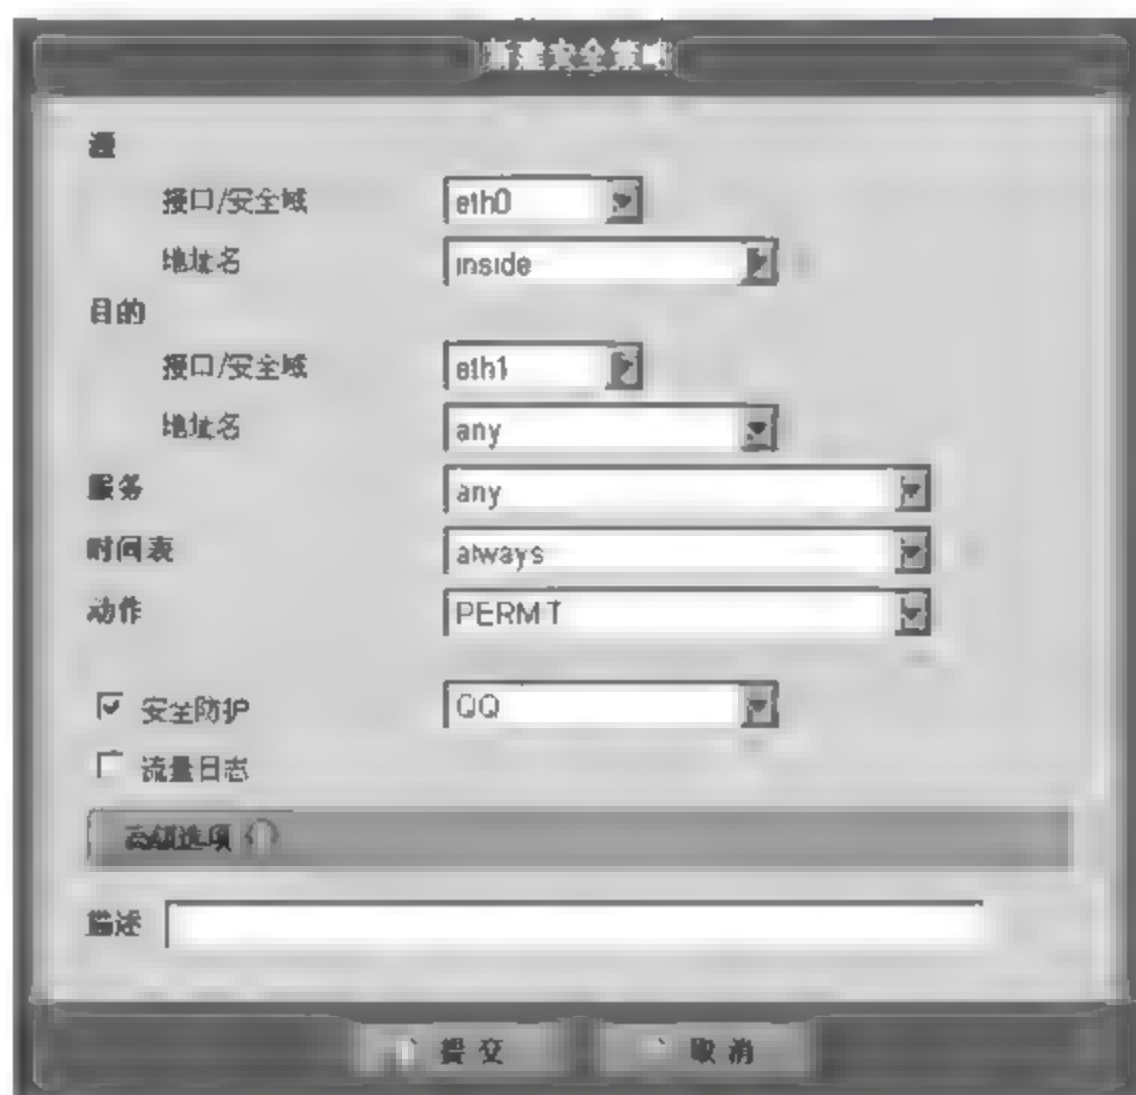 新建安全策略
源
接口/安全域 eth0
地址名 inside
目的
接口/安全域 eth1
地址名 any
服务 any
时间表 always
动作 PERMIT
安全防护 QQ
流量日志
高级选项
描述
提交 取消